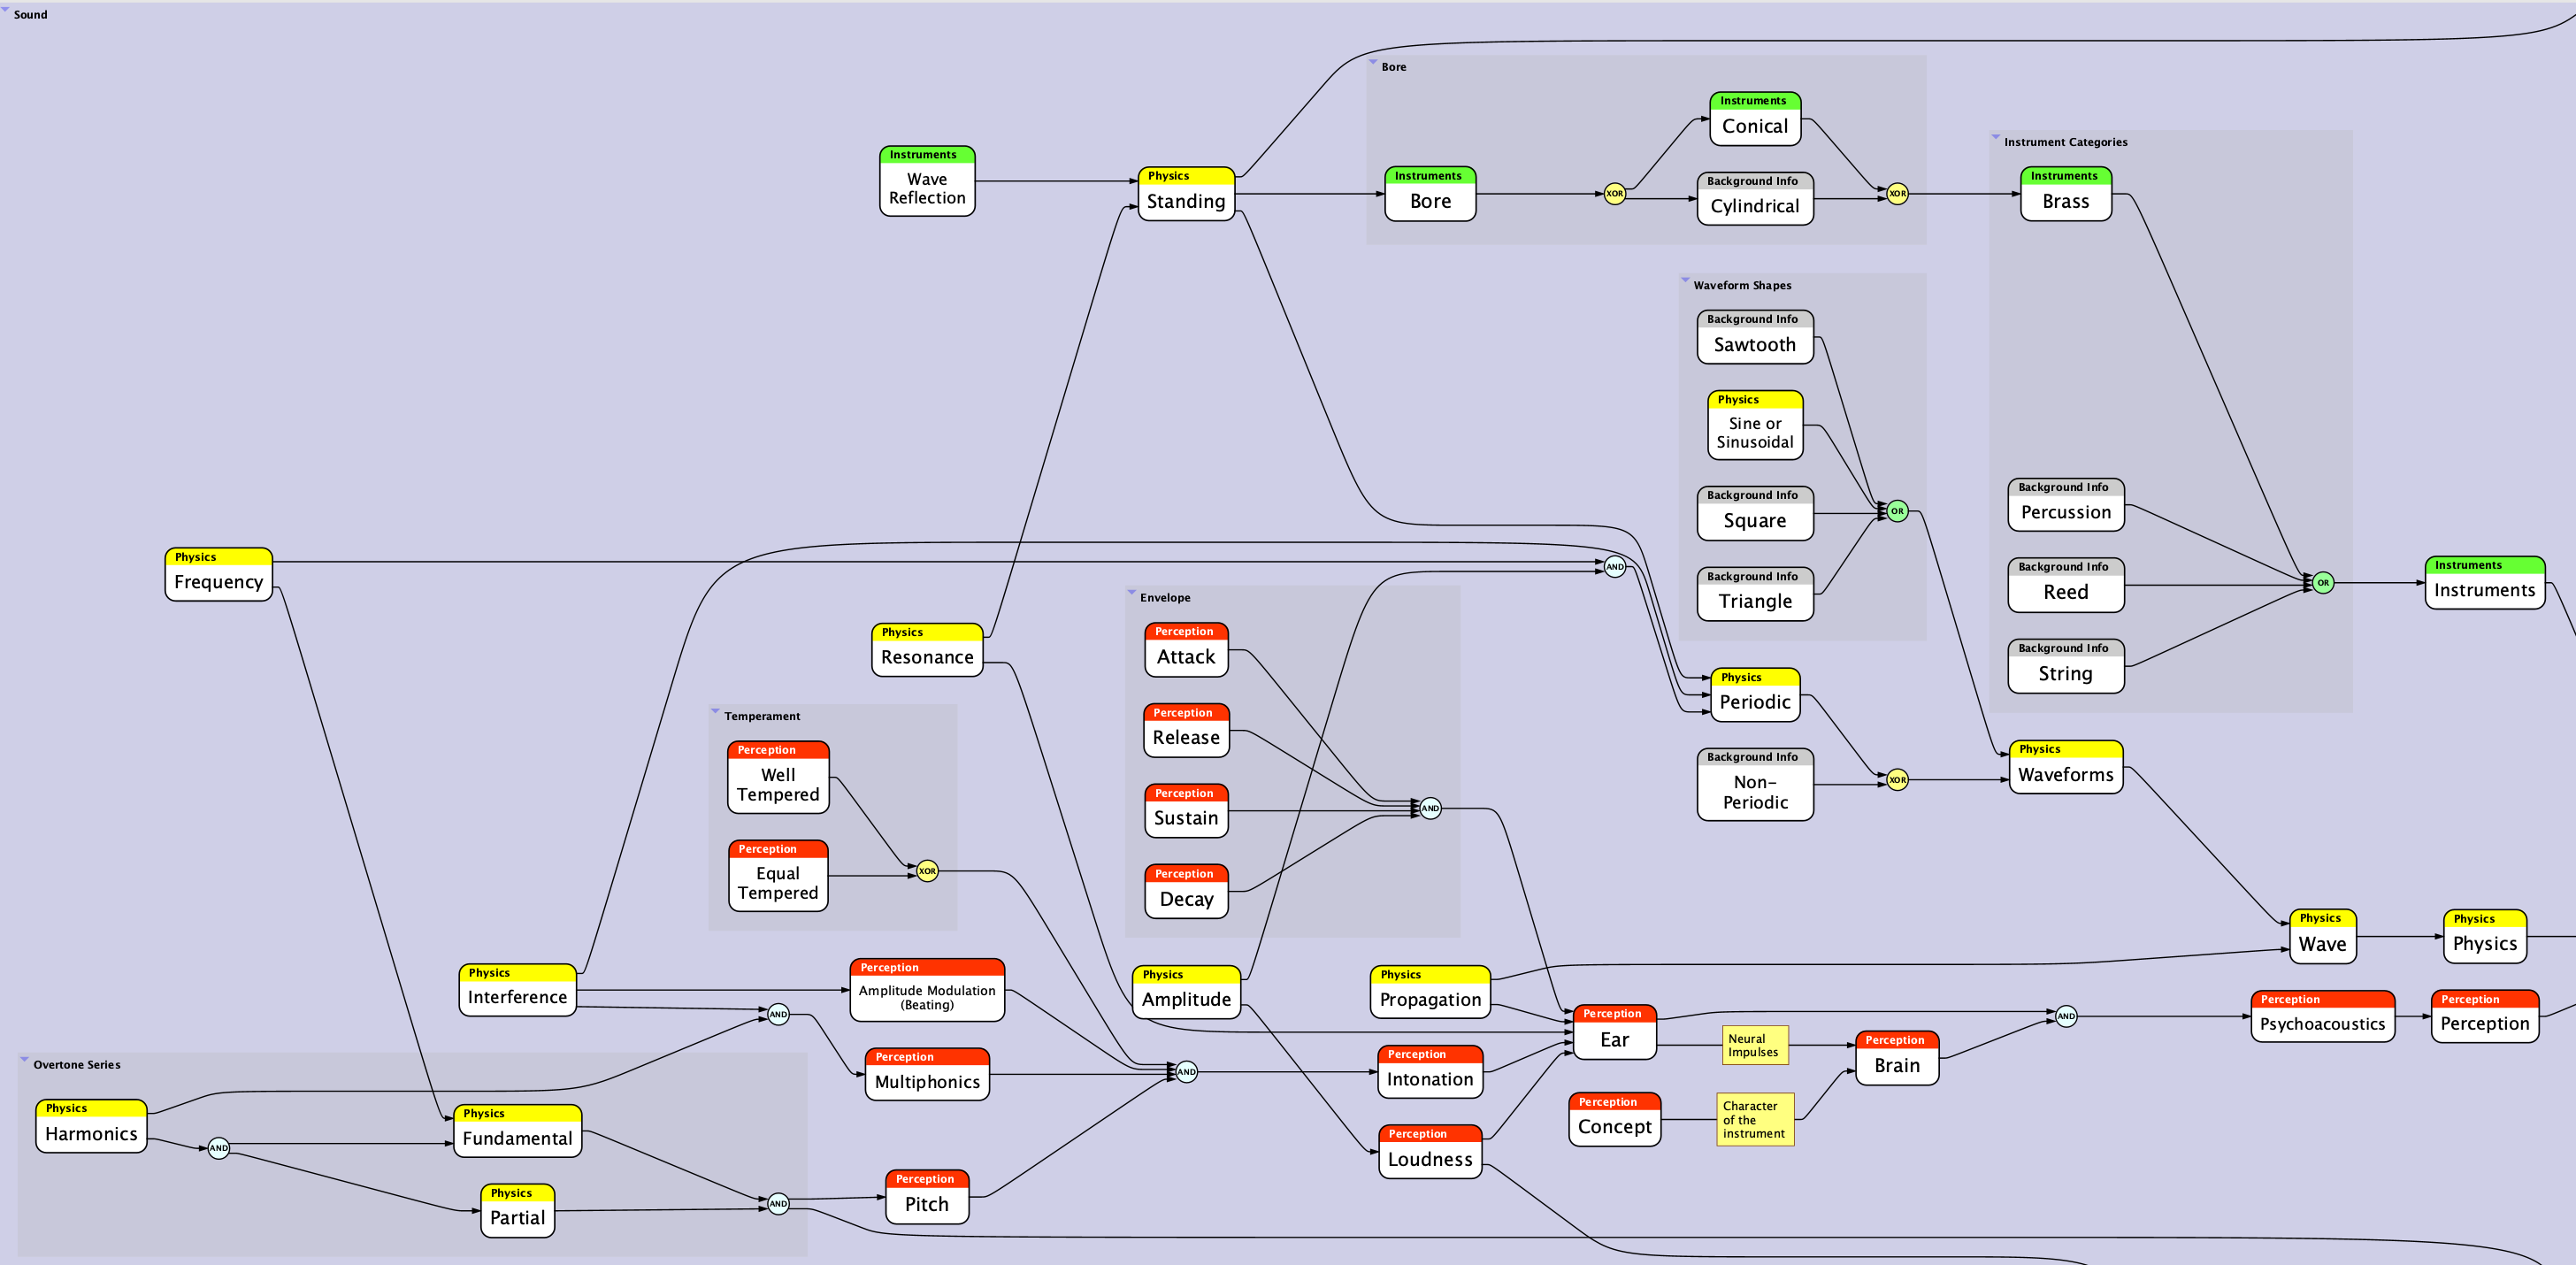 Sound
Bore
Instruments
Conical
Instruments
Wave
Reflection
Physics
Standing
Instruments
Bore
XOR
Background Info
Cylindrical
XOR
Instrument Categories
Instruments
Brass
Waveform Shapes
Background Info
Sawtooth
Physics
Sine or
Sinusoidal
Background Info
Square
OR
Background Info
Triangle
Background Info
Percussion
Background Info
Reed
Background Info
String
OR
Instruments
Instruments
Physics
Frequency
AND
Physics
Resonance
Envelope
Perception
Attack
Perception
Release
Perception
Sustain
Perception
Decay
AND
Physics
Periodic
Background Info
Non-
Periodic
XOR
Physics
Waveforms
Temperament
Perception
Well
Tempered
Perception
Equal
Tempered
XOR
Physics
Wave
Physics
Physics
Physics
Interference
Perception
Amplitude Modulation
(Beating)
AND
Physics
Amplitude
Physics
Propagation
Perception
Ear
Neural
Impulses
Perception
Brain
AND
Perception
Psychoacoustics
Perception
Perception
Perception
Multiphonics
AND
Perception
Intonation
Perception
Concept
Character
of the
instrument
Perception
Loudness
Overtone Series
Physics
Harmonics
AND
Physics
Fundamental
Physics
Partial
AND
Perception
Pitch